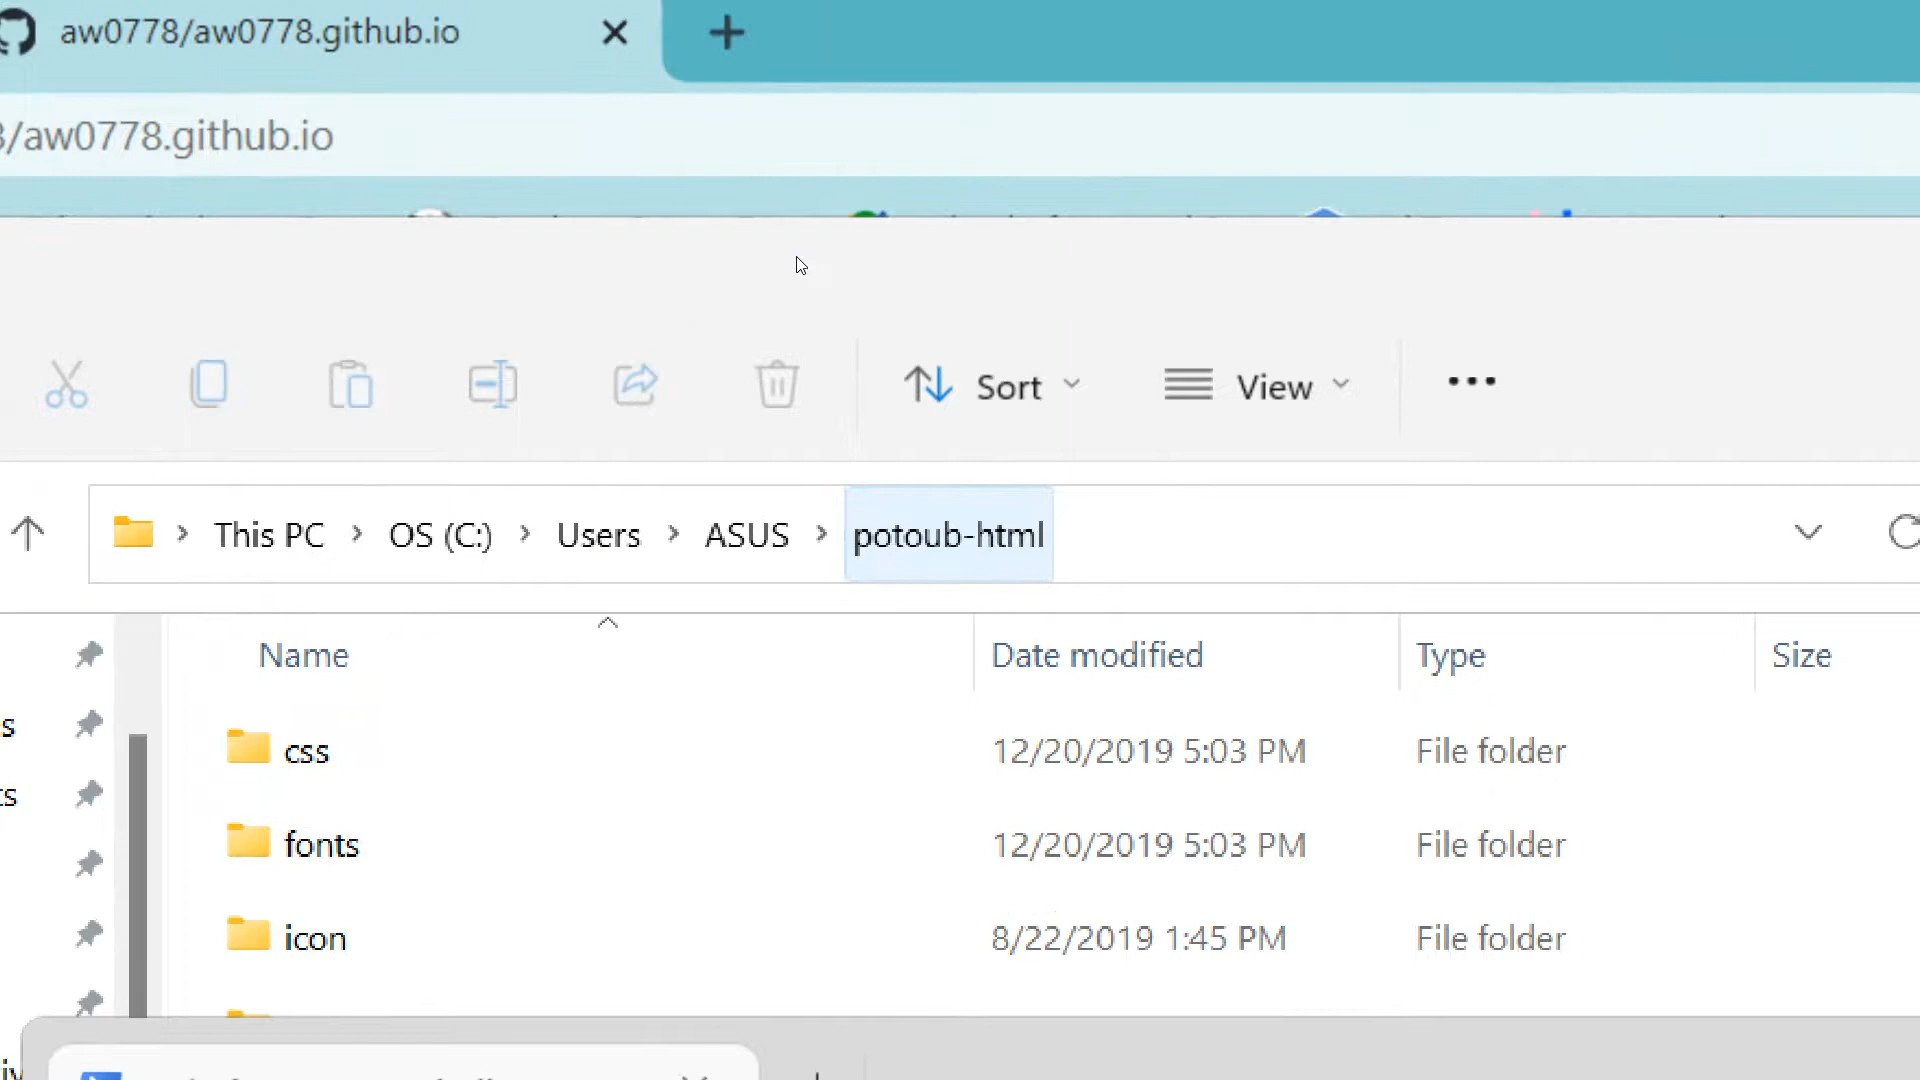 aw0778/aw0778.github.io
/aw0778.github.io
Sort
View
This PC > OS (C:) > Users > ASUS > potoub-html
Name Date modified Type Size
css 12/20/2019 5:03 PM File folder
fonts 12/20/2019 5:03 PM File folder
icon 8/22/2019 1:45 PM File folder